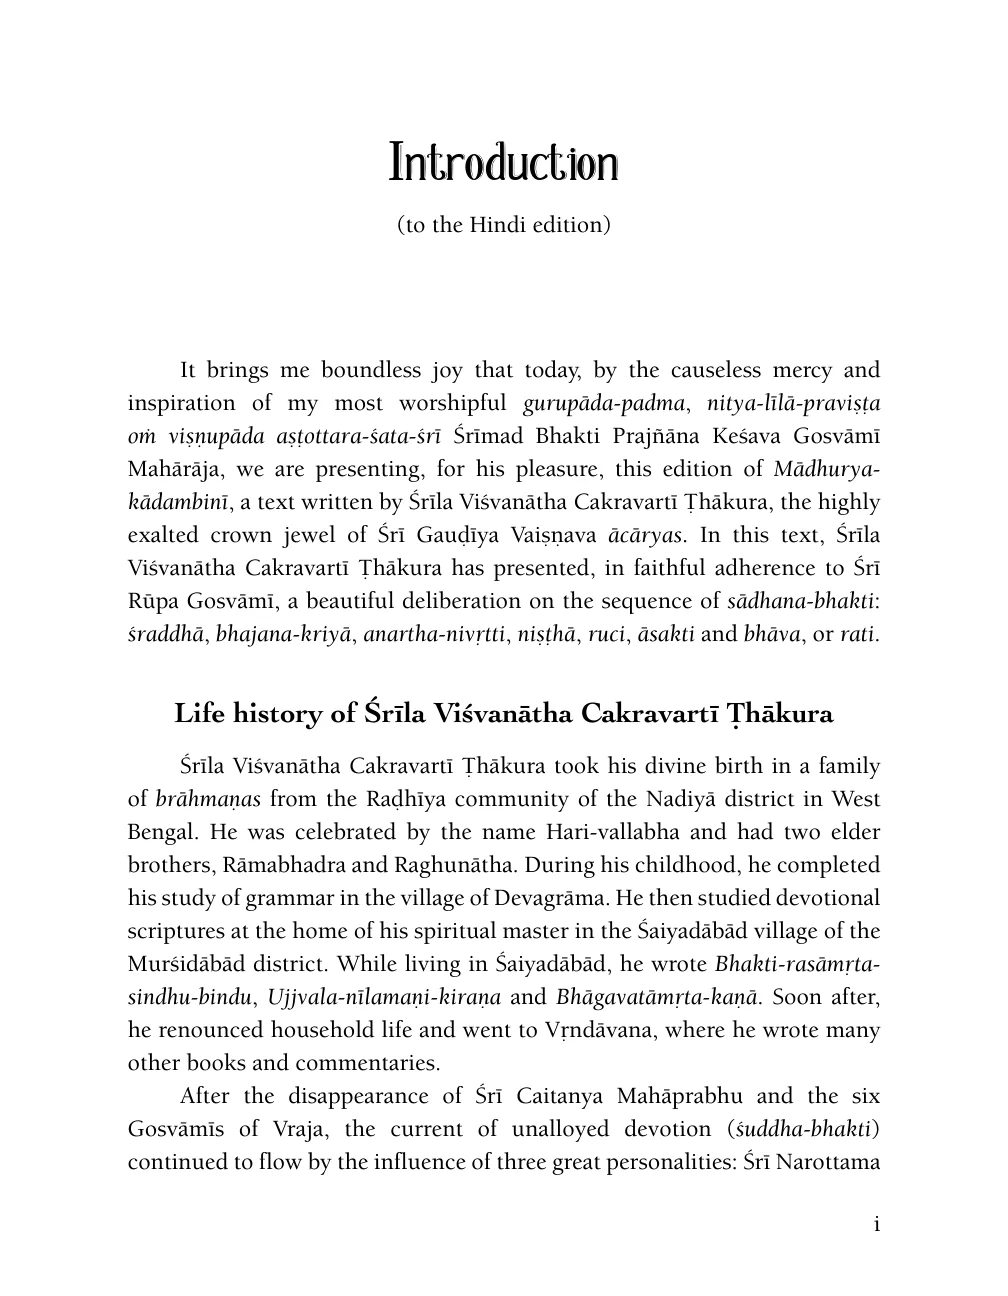 Introduction
(to the Hindi edition)
It brings me boundless joy that today, by the causeless mercy and
inspiration of my most worshipful gurupāda-padma, nitya-līlā-praviṣṭa
oṁ viṣṇupāda aṣṭottara-śata-śrī Śrīmad Bhakti Prajñāna Keśava Gosvāmī
Mahārāja, we are presenting, for his pleasure, this edition of Mādhurya-
kādambinī, a text written by Śrīla Viśvanātha Cakravartī Ṭhākura, the highly
exalted crown jewel of Śrī Gauḍīya Vaiṣṇava ācāryas. In this text, Śrīla
Viśvanātha Cakravartī Ṭhākura has presented, in faithful adherence to Śrī
Rūpa Gosvāmī, a beautiful deliberation on the sequence of sādhana-bhakti:
śraddhā, bhajana-kriyā, anartha-nivṛtti, niṣṭhā, ruci, āsakti and bhāva, or rati.
Life history of Śrīla Viśvanātha Cakravartī Ṭhākura
Śrīla Viśvanātha Cakravartī Ṭhākura took his divine birth in a family
of brāhmaṇas from the Raḍhīya community of the Nadiyā district in West
Bengal. He was celebrated by the name Hari-vallabha and had two elder
brothers, Rāmabhadra and Raghunātha. During his childhood, he completed
his study of grammar in the village of Devagrāma. He then studied devotional
scriptures at the home of his spiritual master in the Śaiyadābād village of the
Murśidābād district. While living in Śaiyadābād, he wrote Bhakti-rasāmṛta-
sindhu-bindu, Ujjvala-nīlamaṇi-kiraṇa and Bhāgavatāmṛta-kaṇā. Soon after,
he renounced household life and went to Vṛndāvana, where he wrote many
other books and commentaries.
After the disappearance of Śrī Caitanya Mahāprabhu and the six
Gosvāmīs of Vraja, the current of unalloyed devotion (śuddha-bhakti)
continued to flow by the influence of three great personalities: Śrī Narottama
i